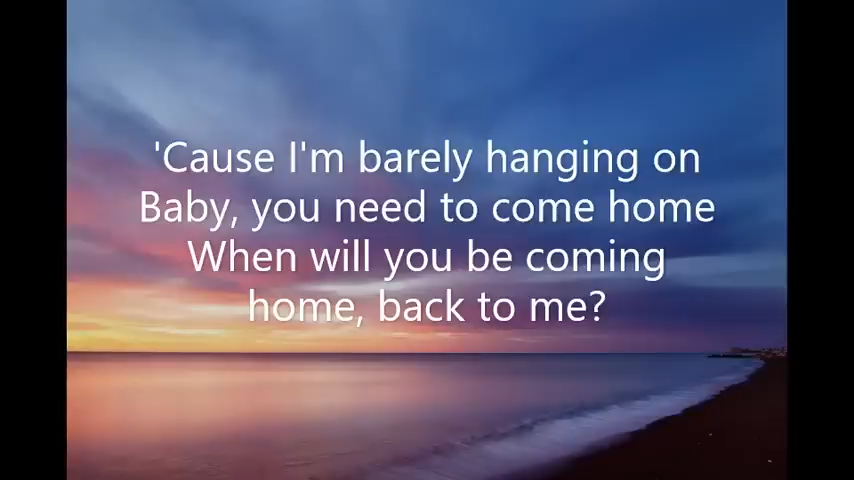 'Cause I'm barely hanging on
Baby, you need to come home
When will you be coming
home, back to me?